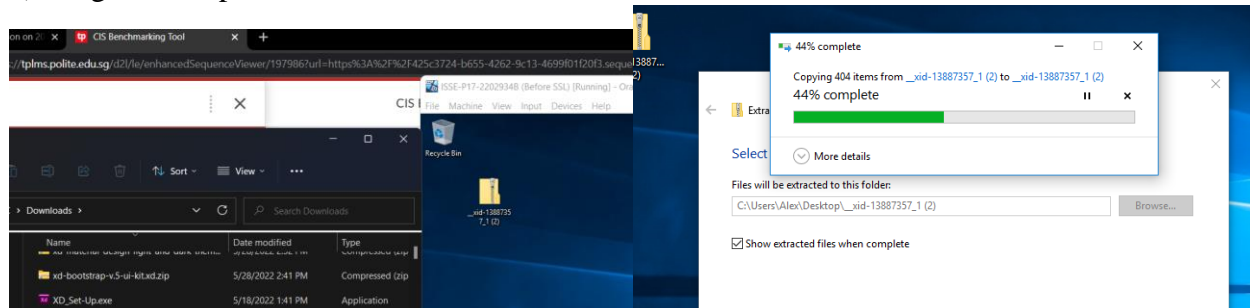 on on 2
CIS Benchmarking Tool
://tplms.polite.edu.sg/d2l/le/enhancedSequenceViewer/197986?url=https%3A%2F%2F425c3724-b655-4262-9c13-4699f01f20f3.seque
ISSE-P17-2202934B (Before SSL) [Running] - Ora
CIS
File Machine View Input Devices Help
Recycle Bin
__xid-1388735
7_1 (2)
Sort
View
Downloads
Search Downloads
Name
Date modified
Type
xd-bootstrap-v.5-ui-kit.xd.zip
5/28/2022 2:41 PM
Compressed (zip
XD_Set-Up.exe
5/18/2022 1:41 PM
Application
13887...
2)
44% complete
Copying 404 items from __xid-13887357_1 (2) to __xid-13887357_1 (2)
44% complete
More details
Extra
Select
Files will be extracted to this folder:
C:\Users\Alex\Desktop\__xid-13887357_1 (2)
Browse...
Show extracted files when complete